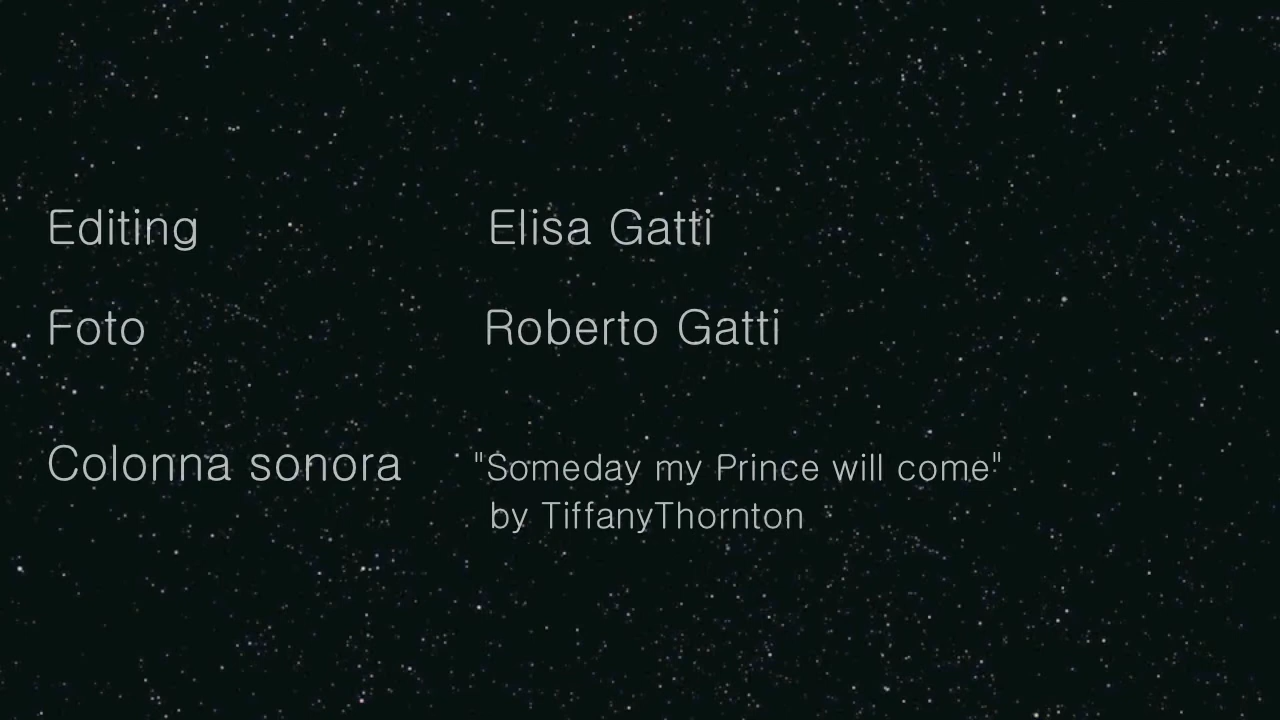 Editing Elisa Gatti
Foto Roberto Gatti
Colonna sonora "Someday my Prince will come"
by TiffanyThornton